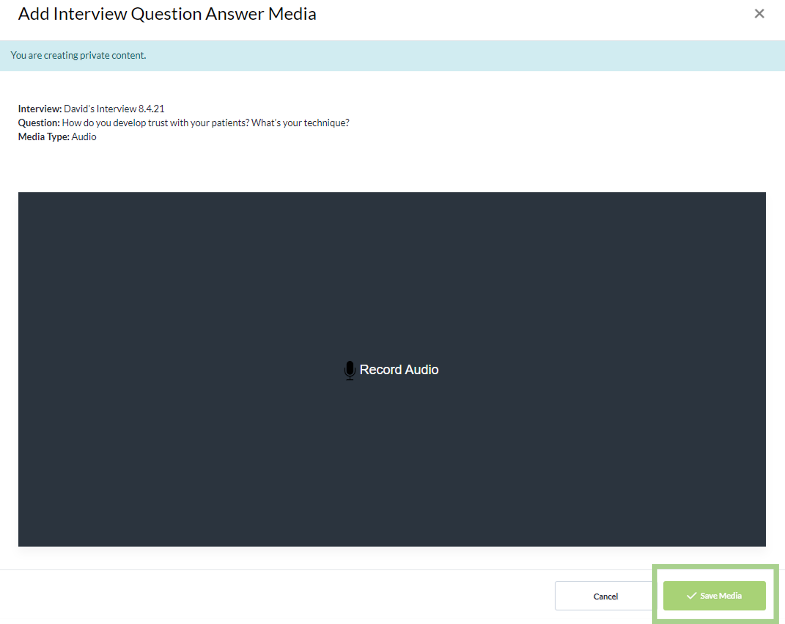 Add Interview Question Answer Media
You are creating private content.
Interview: David's Interview 8.4.21
Question: How do you develop trust with your patients? What's your technique?
Media Type: Audio
Record Audio
Cancel
Save Media